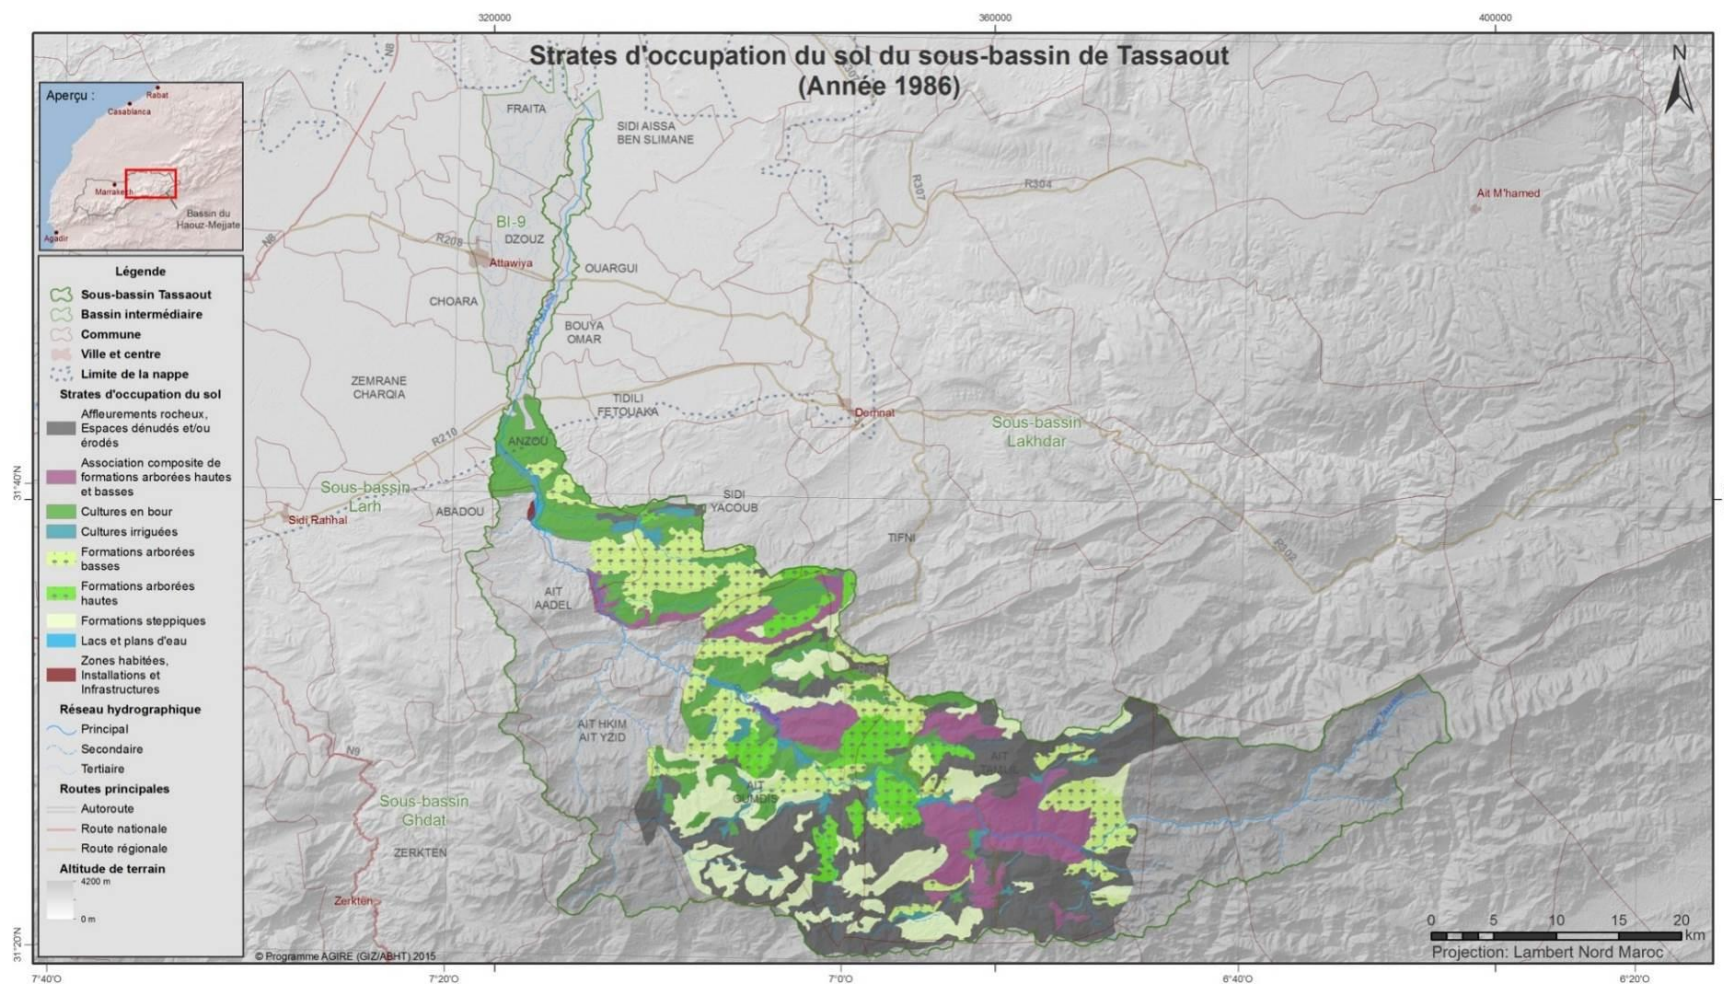 320000
360000
400000
Strates d'occupation du sol du sous-bassin de Tassaout
(Année 1986)
N
Aperçu :
Rabat
Casablanca
Marrakech
Bassin du
Haouz-Mejjate
Agadir
Légende
Sous-bassin Tassaout
Bassin intermédiaire
Commune
Ville et centre
Limite de la nappe
Strates d'occupation du sol
Affleurements rocheux,
Espaces dénudés et/ou
érodés
Association composite de
formations arborées hautes
et basses
Cultures en bour
Cultures irriguées
Formations arborées
basses
Formations arborées
hautes
Formations steppiques
Lacs et plans d'eau
Zones habitées,
Installations et
Infrastructures
Réseau hydrographique
Principal
Secondaire
Tertiaire
Routes principales
Autoroute
Route nationale
Route régionale
Altitude de terrain
4200 m
0 m
N8
FRAITA
SIDI AISSA
BEN SLIMANE
R307
R304
Ait M'hamed
BI-9
DZOUZ
N8
R208
Attawiya
OUARGUI
CHOARA
BOUYA
OMAR
ZEMRANE
CHARQIA
TIDILI
FETOUAKA
Demnat
Sous-bassin
Lakhdar
R210
ANZOU
Sous-bassin
Larh
SIDI
YACOUB
ABADOU
Sidi Rahhal
TIFNI
R302
AIT
AADEL
AIT HKIM
AIT YZID
N9
AIT
AIT
OUMDIS
Sous-bassin
Ghdat
ZERKTEN
Zerkten
0 5 10 15 20
km
Projection: Lambert Nord Maroc
© Programme AGIRE (GIZ/ABHT) 2015
31°40'N
31°20'N
7°40'O
7°20'O
7°0'O
6°40'O
6°20'O